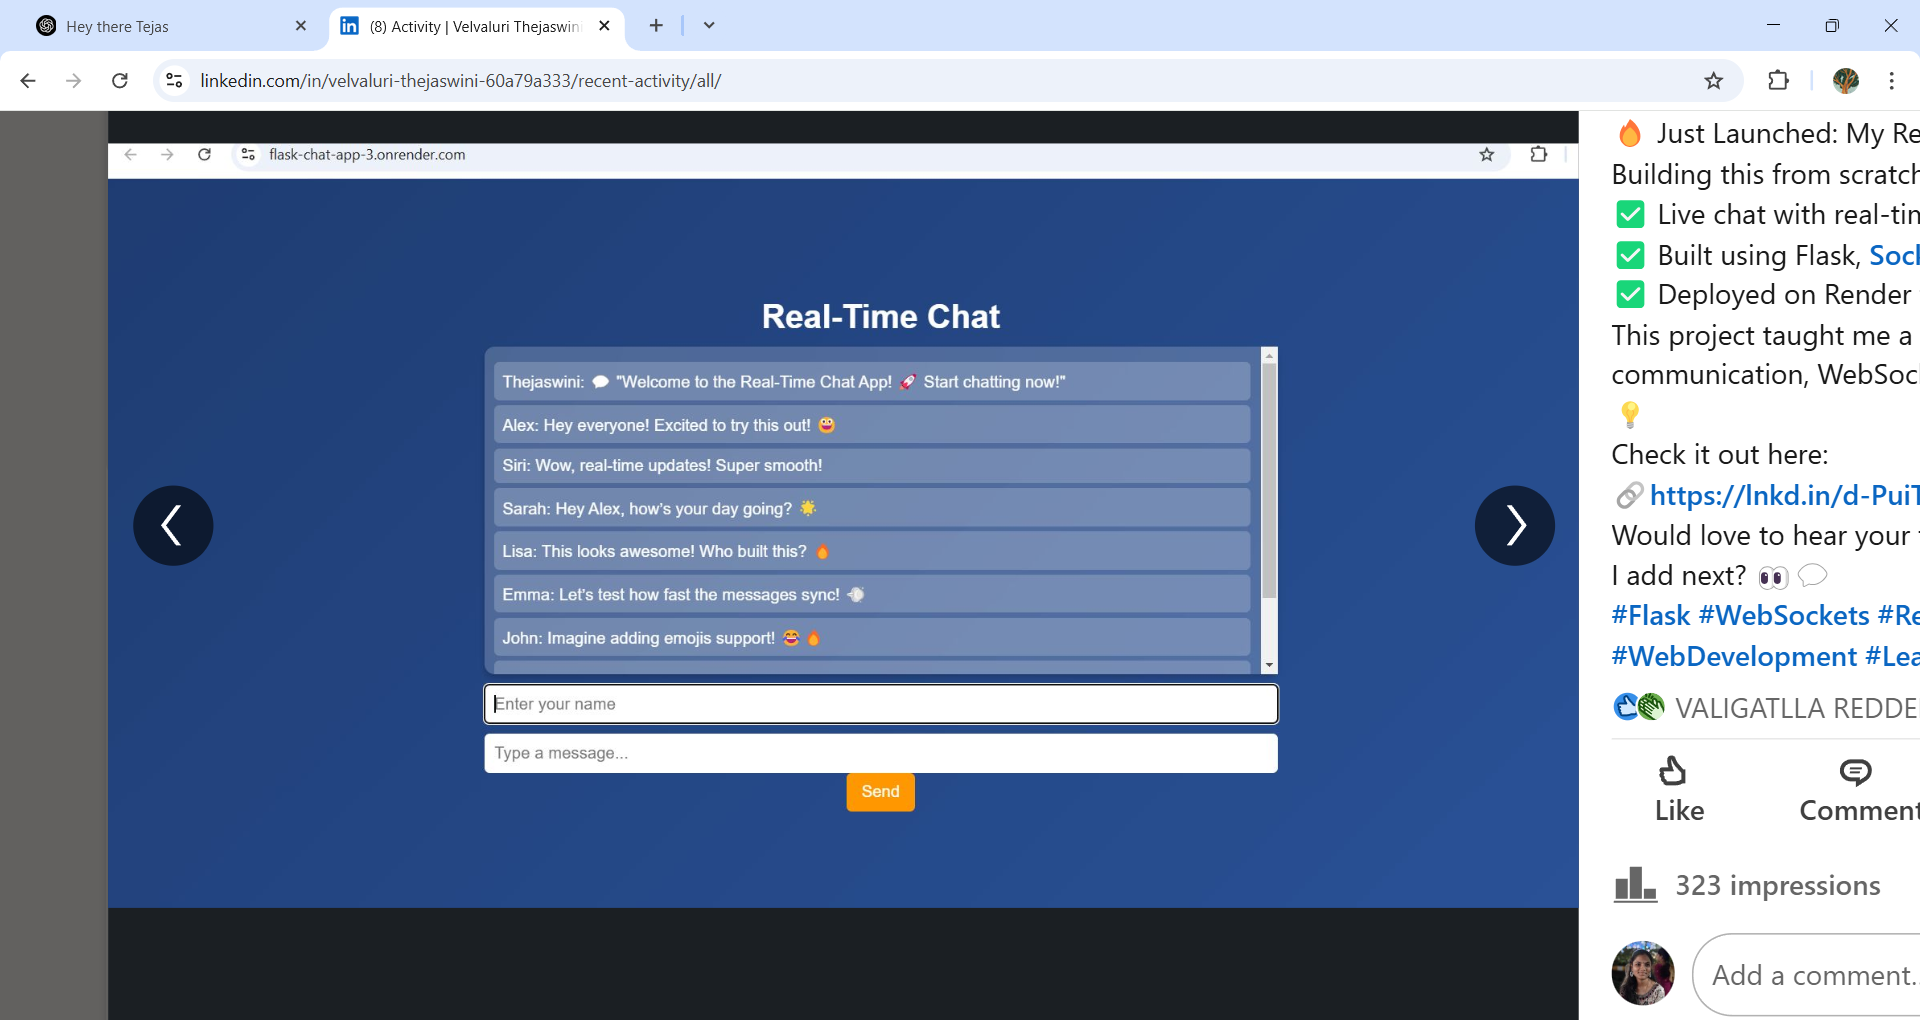 Hey there Tejas
(8) Activity | Velvaluri Thejaswin
linkedin.com/in/velvaluri-thejaswini-60a79a333/recent-activity/all/
flask-chat-app-3.onrender.com
Real-Time Chat
Thejaswini: 💬 "Welcome to the Real-Time Chat App! 🚀 Start chatting now!"
Alex: Hey everyone! Excited to try this out! 😃
Siri: Wow, real-time updates! Super smooth!
Sarah: Hey Alex, how's your day going? 🌟
Lisa: This looks awesome! Who built this? 🔥
Emma: Let's test how fast the messages sync! 💨
John: Imagine adding emojis support! 😂 🔥
Enter your name
Type a message...
Send
🔥 Just Launched: My Re
Building this from scratch
✅ Live chat with real-tim
✅ Built using Flask, Sock
✅ Deployed on Render
This project taught me a
communication, WebSoc
💡
Check it out here:
🔗 https://lnkd.in/d-PuiT
Would love to hear your
I add next? 👀 💬
#Flask #WebSockets #Re
#WebDevelopment #Lea
VALIGATLLA REDDE
Like
Comment
323 impressions
Add a comment..